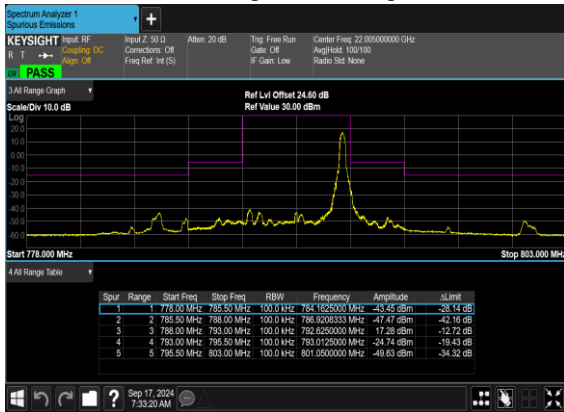 Spectrum Analyzer 1
Spurious Emissions
+
KEYSIGHT Input: RF Input Z: 50 Ω Atten: 20 dB Trig: Free Run Center Freq: 22.005000000 GHz
R T Coupling: DC Corrections: Off Gate: Off Avg|Hold: 100/100
Align: Off Freq Ref: Int (S) IF Gain: Low Radio Std: None
PASS
3 All Range Graph
Ref Lvl Offset 24.60 dB
Scale/Div 10.0 dB Ref Value 30.00 dBm
Log
20.0
10.0
0.00
-10.0
-20.0
-30.0
-40.0
-50.0
-60.0
Start 778.000 MHz Stop 803.000 MHz
4 All Range Table
Spur Range Start Freq Stop Freq RBW Frequency Amplitude ΔLimit
1 1 778.00 MHz 785.50 MHz 100.0 kHz 784.1625000 MHz -43.45 dBm -28.14 dB
2 2 785.50 MHz 788.00 MHz 100.0 kHz 786.9208333 MHz -47.47 dBm -42.16 dB
3 3 788.00 MHz 793.00 MHz 100.0 kHz 792.6250000 MHz 17.28 dBm -12.72 dB
4 4 793.00 MHz 795.50 MHz 100.0 kHz 793.0125000 MHz -24.74 dBm -19.43 dB
5 5 795.50 MHz 803.00 MHz 100.0 kHz 801.0500000 MHz -49.63 dBm -34.32 dB
? Sep 17, 2024
7:33:20 AM